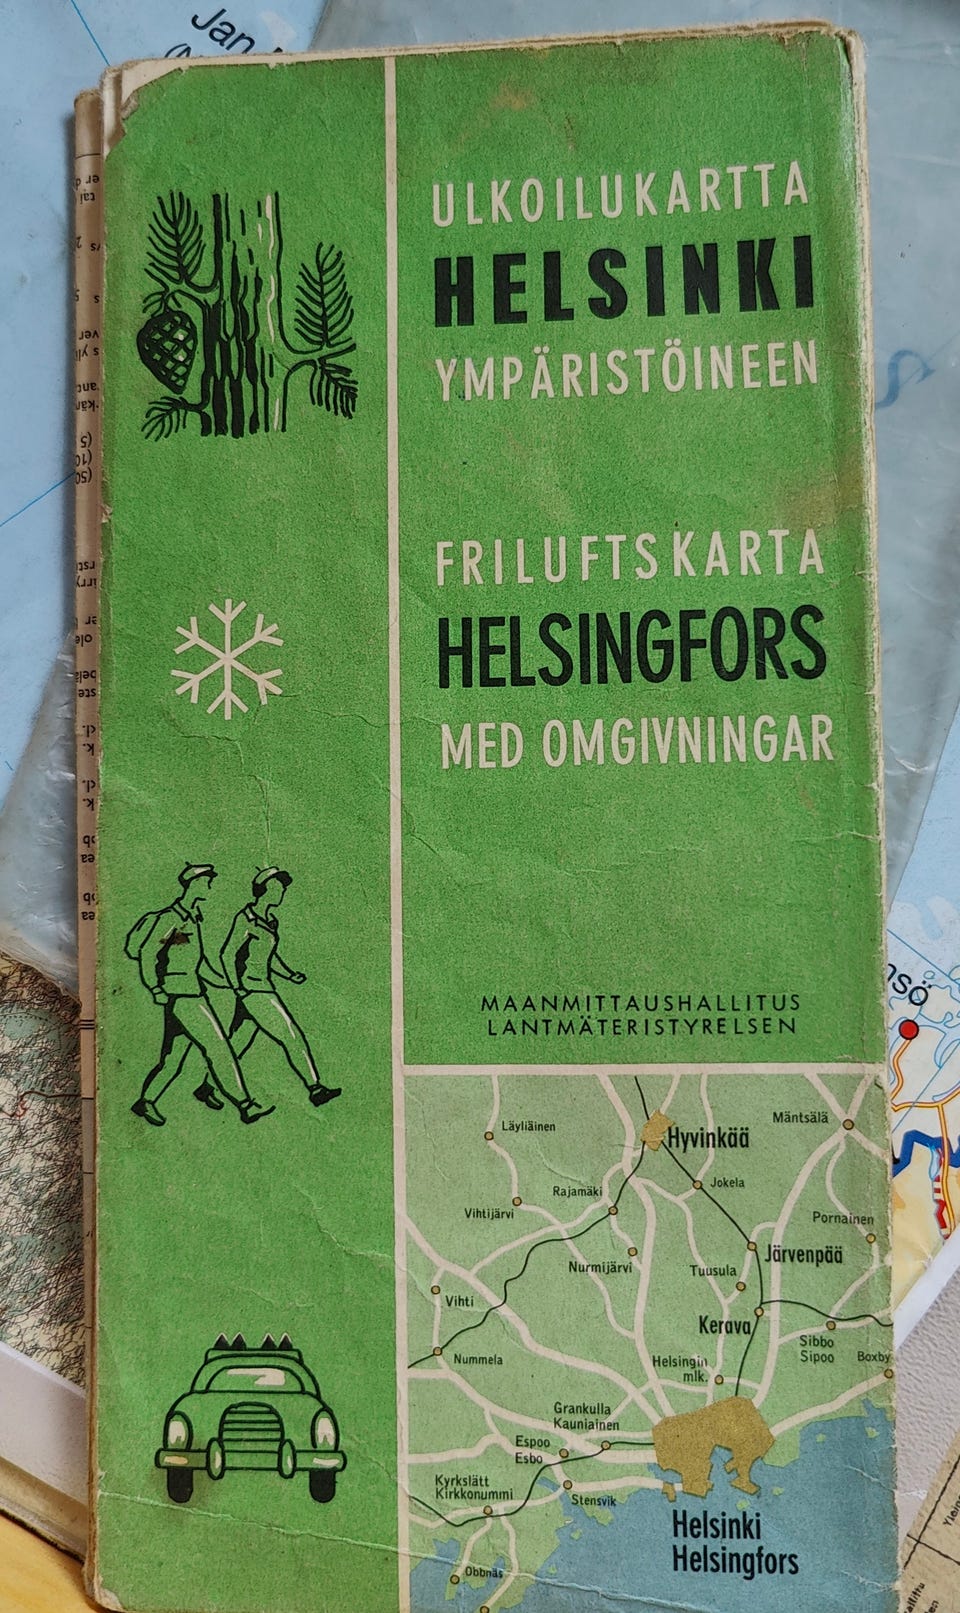 ULKOILUKARTTA
HELSINKI
YMPÄRISTÖINEEN
FRILUFTSKARTA
HELSINGFORS
MED OMGIVNINGAR
MAANMITTAUSHALLITUS
LANTMÄTERISTYRELSEN
Läyliäinen
Hyvinkää
Mäntsälä
Rajamäki
Jokela
Vihtijärvi
Pornainen
Nurmijärvi
Tuusula
Järvenpää
Vihti
Kerava
Sibbo
Sipoo
Nummela
Helsingin
mlk.
Boxby
Grankulla
Kauniainen
Espoo
Esbo
Kyrkslätt
Kirkkonummi
Stensvik
Helsinki
Helsingfors
Obbnäs